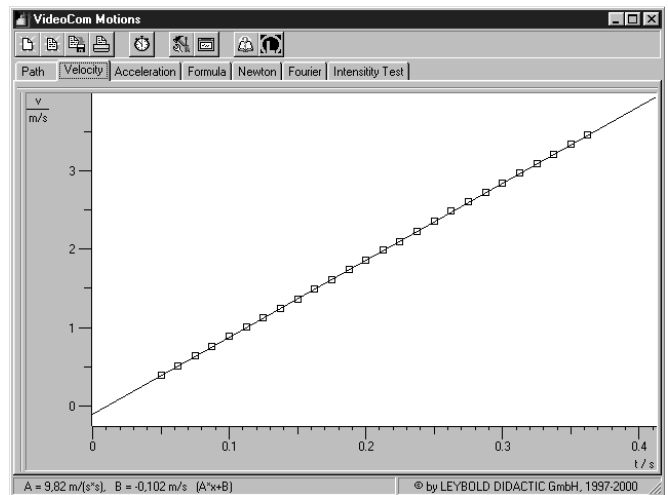 VideoCom Motions
Path Velocity Acceleration Formula Newton Fourier Intensitity Test
v
m/s
3
2
1
0
0 0.1 0.2 0.3 0.4
t / s
A = 9,82 m/(s*s), B = -0,102 m/s (A*x+B) © by LEYBOLD DIDACTIC GmbH, 1997-2000